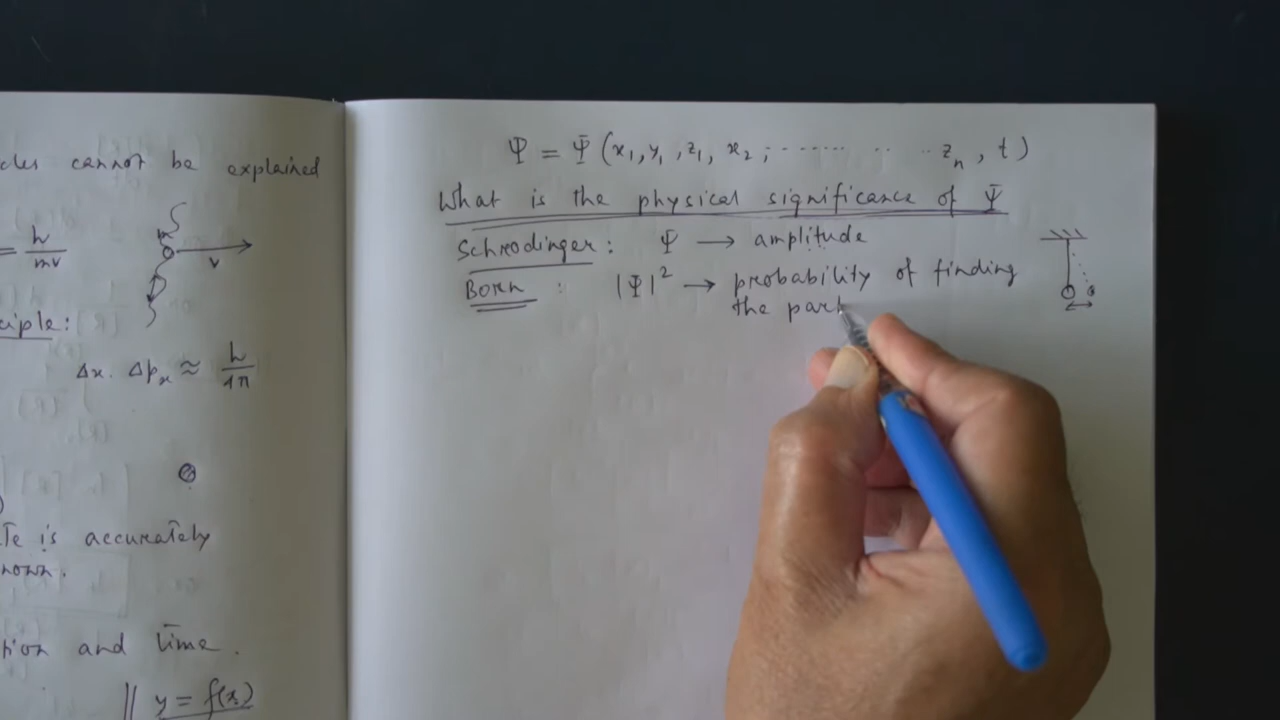 cles cannot be explained
= h/mv
v
ciple:
Δx. Δpx ≈ h/4π
te is accurately
nown.
tion and time.
|| y = f(x)
Ψ = Ψ (x1, y1, z1, x2, ........ .. .. zn, t)
What is the physical significance of Ψ
Schrodinger: Ψ → amplitude
Born : |Ψ|² → probability of finding
the part